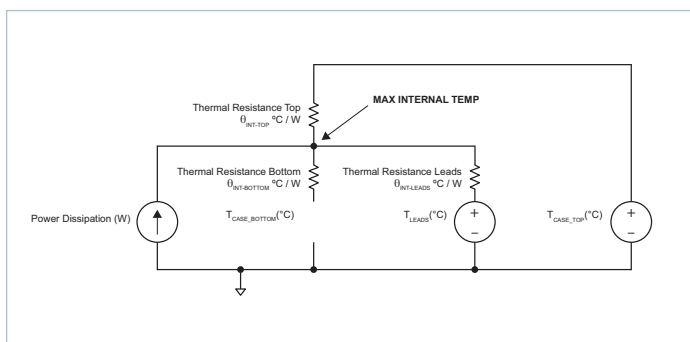 Thermal Resistance Top
θINT-TOP °C / W
MAX INTERNAL TEMP
Thermal Resistance Bottom
θINT-BOTTOM °C / W
Thermal Resistance Leads
θINT-LEADS °C / W
Power Dissipation (W)
TCASE_BOTTOM(°C)
TLEADS(°C)
TCASE_TOP(°C)
+
–
+
–